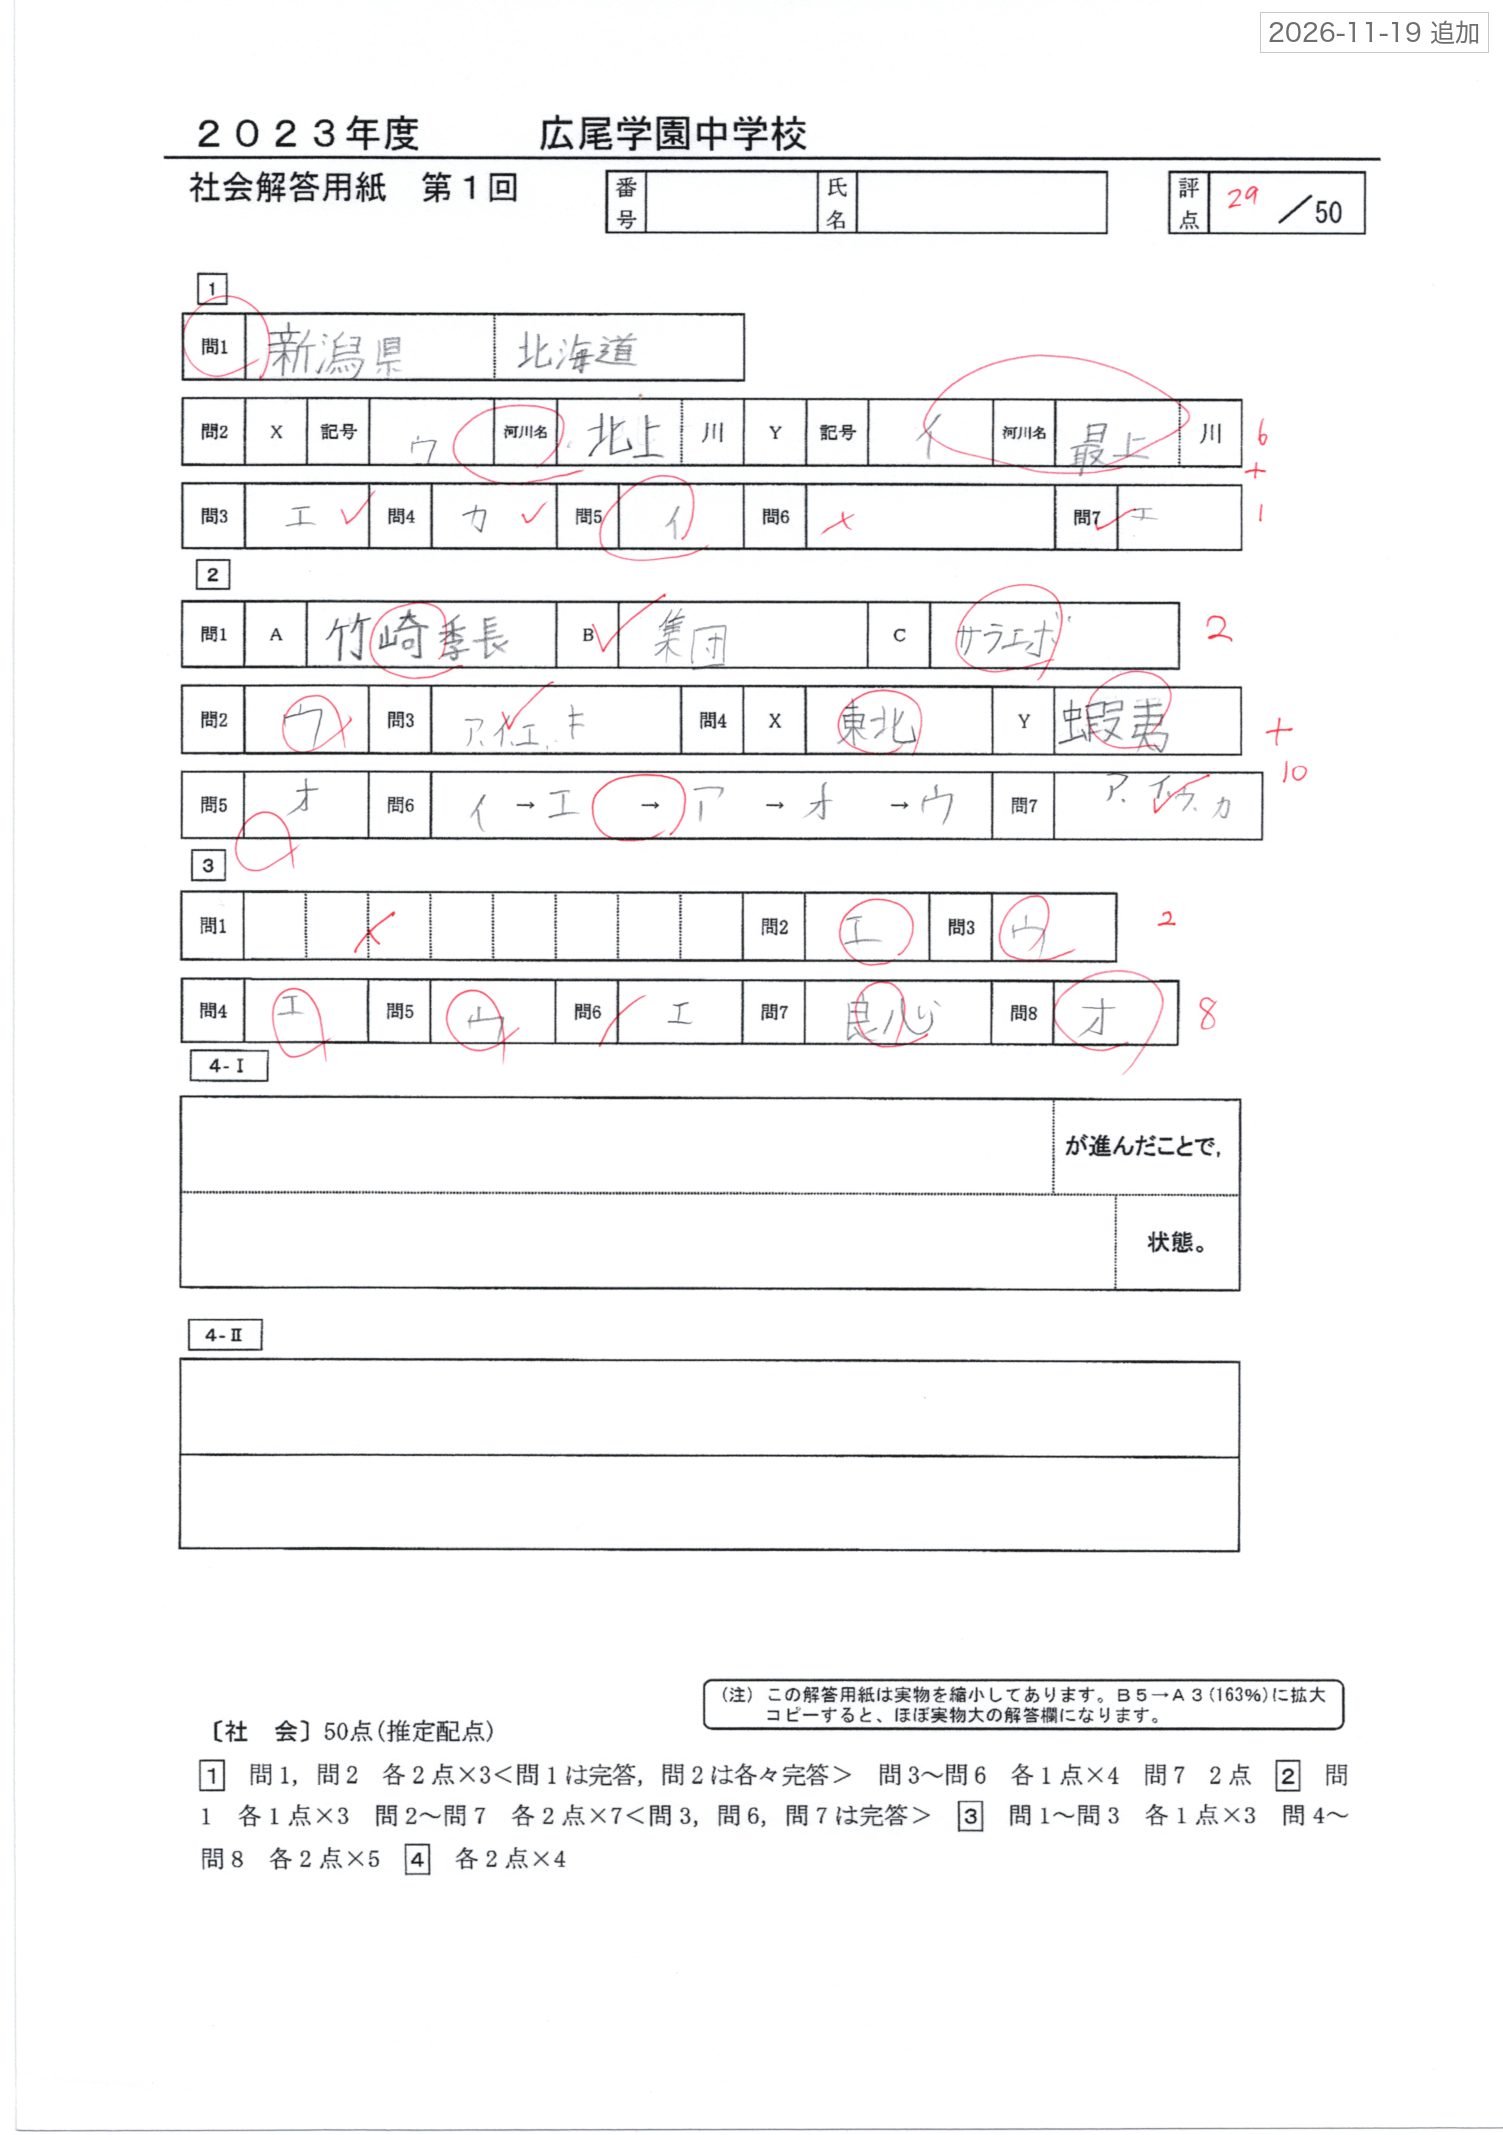 2026-11-19 追加
2023年度 広尾学園中学校
社会解答用紙 第1回 番号 氏名 評点 29 /50
1
問1 新潟県 北海道
問2 X 記号 ウ 河川名 北上 川 Y 記号 イ 河川名 最上 川 6
+
問3 エ 問4 カ 問5 イ 問6 問7 エ 1
2
問1 A 竹崎季長 B 集団 C サラエボ 2
問2 ウ 問3 ア、イ、エ、キ 問4 X 東北 Y 蝦夷 +
10
問5 オ 問6 イ → エ → ア → オ → ウ 問7 ア、イ、ウ、カ
3
問1 問2 エ 問3 ウ 2
問4 エ 問5 ウ 問6 エ 問7 良心 問8 オ 8
4-Ⅰ
が進んだことで,
状態。
4-Ⅱ
(注) この解答用紙は実物を縮小してあります。B5→A3(163%)に拡大
コピーすると、ほぼ実物大の解答欄になります。
〔社 会〕50点(推定配点)
1 問1, 問2 各2点×3<問1は完答, 問2は各々完答> 問3~問6 各1点×4 問7 2点 2 問
1 各1点×3 問2~問7 各2点×7<問3, 問6, 問7は完答> 3 問1~問3 各1点×3 問4~
問8 各2点×5 4 各2点×4